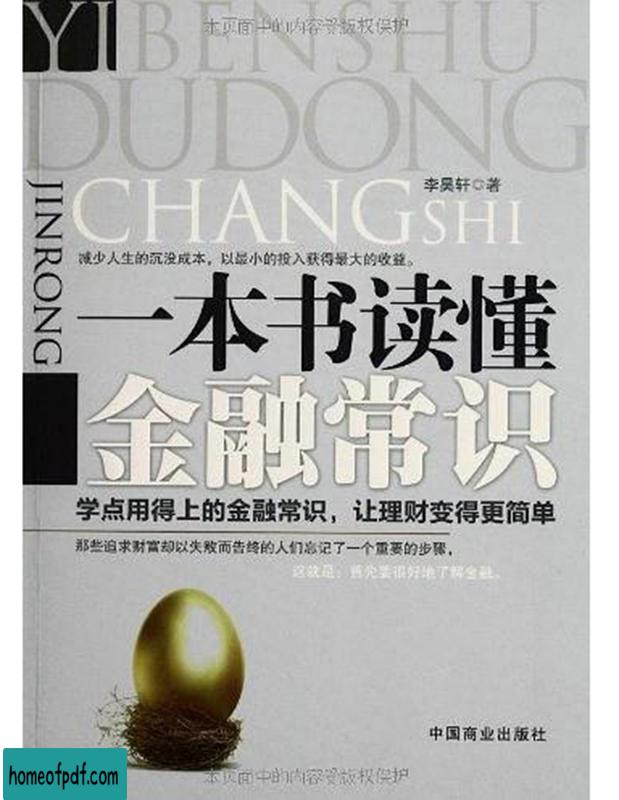 本页面中的内容受版权保护
YIBENSHU
DUDONG
JINRONG
CHANGSHI
李昊轩◎著
减少人生的沉没成本，以最小的投入获得最大的收益。
一本书读懂
金融常识
学点用得上的金融常识，让理财变得更简单
那些追求财富却以失败而告终的人们忘记了一个重要的步骤，
这就是：首先要很好地了解金融。
中国商业出版社
homeofpdf.com
本页面中的内容受版权保护